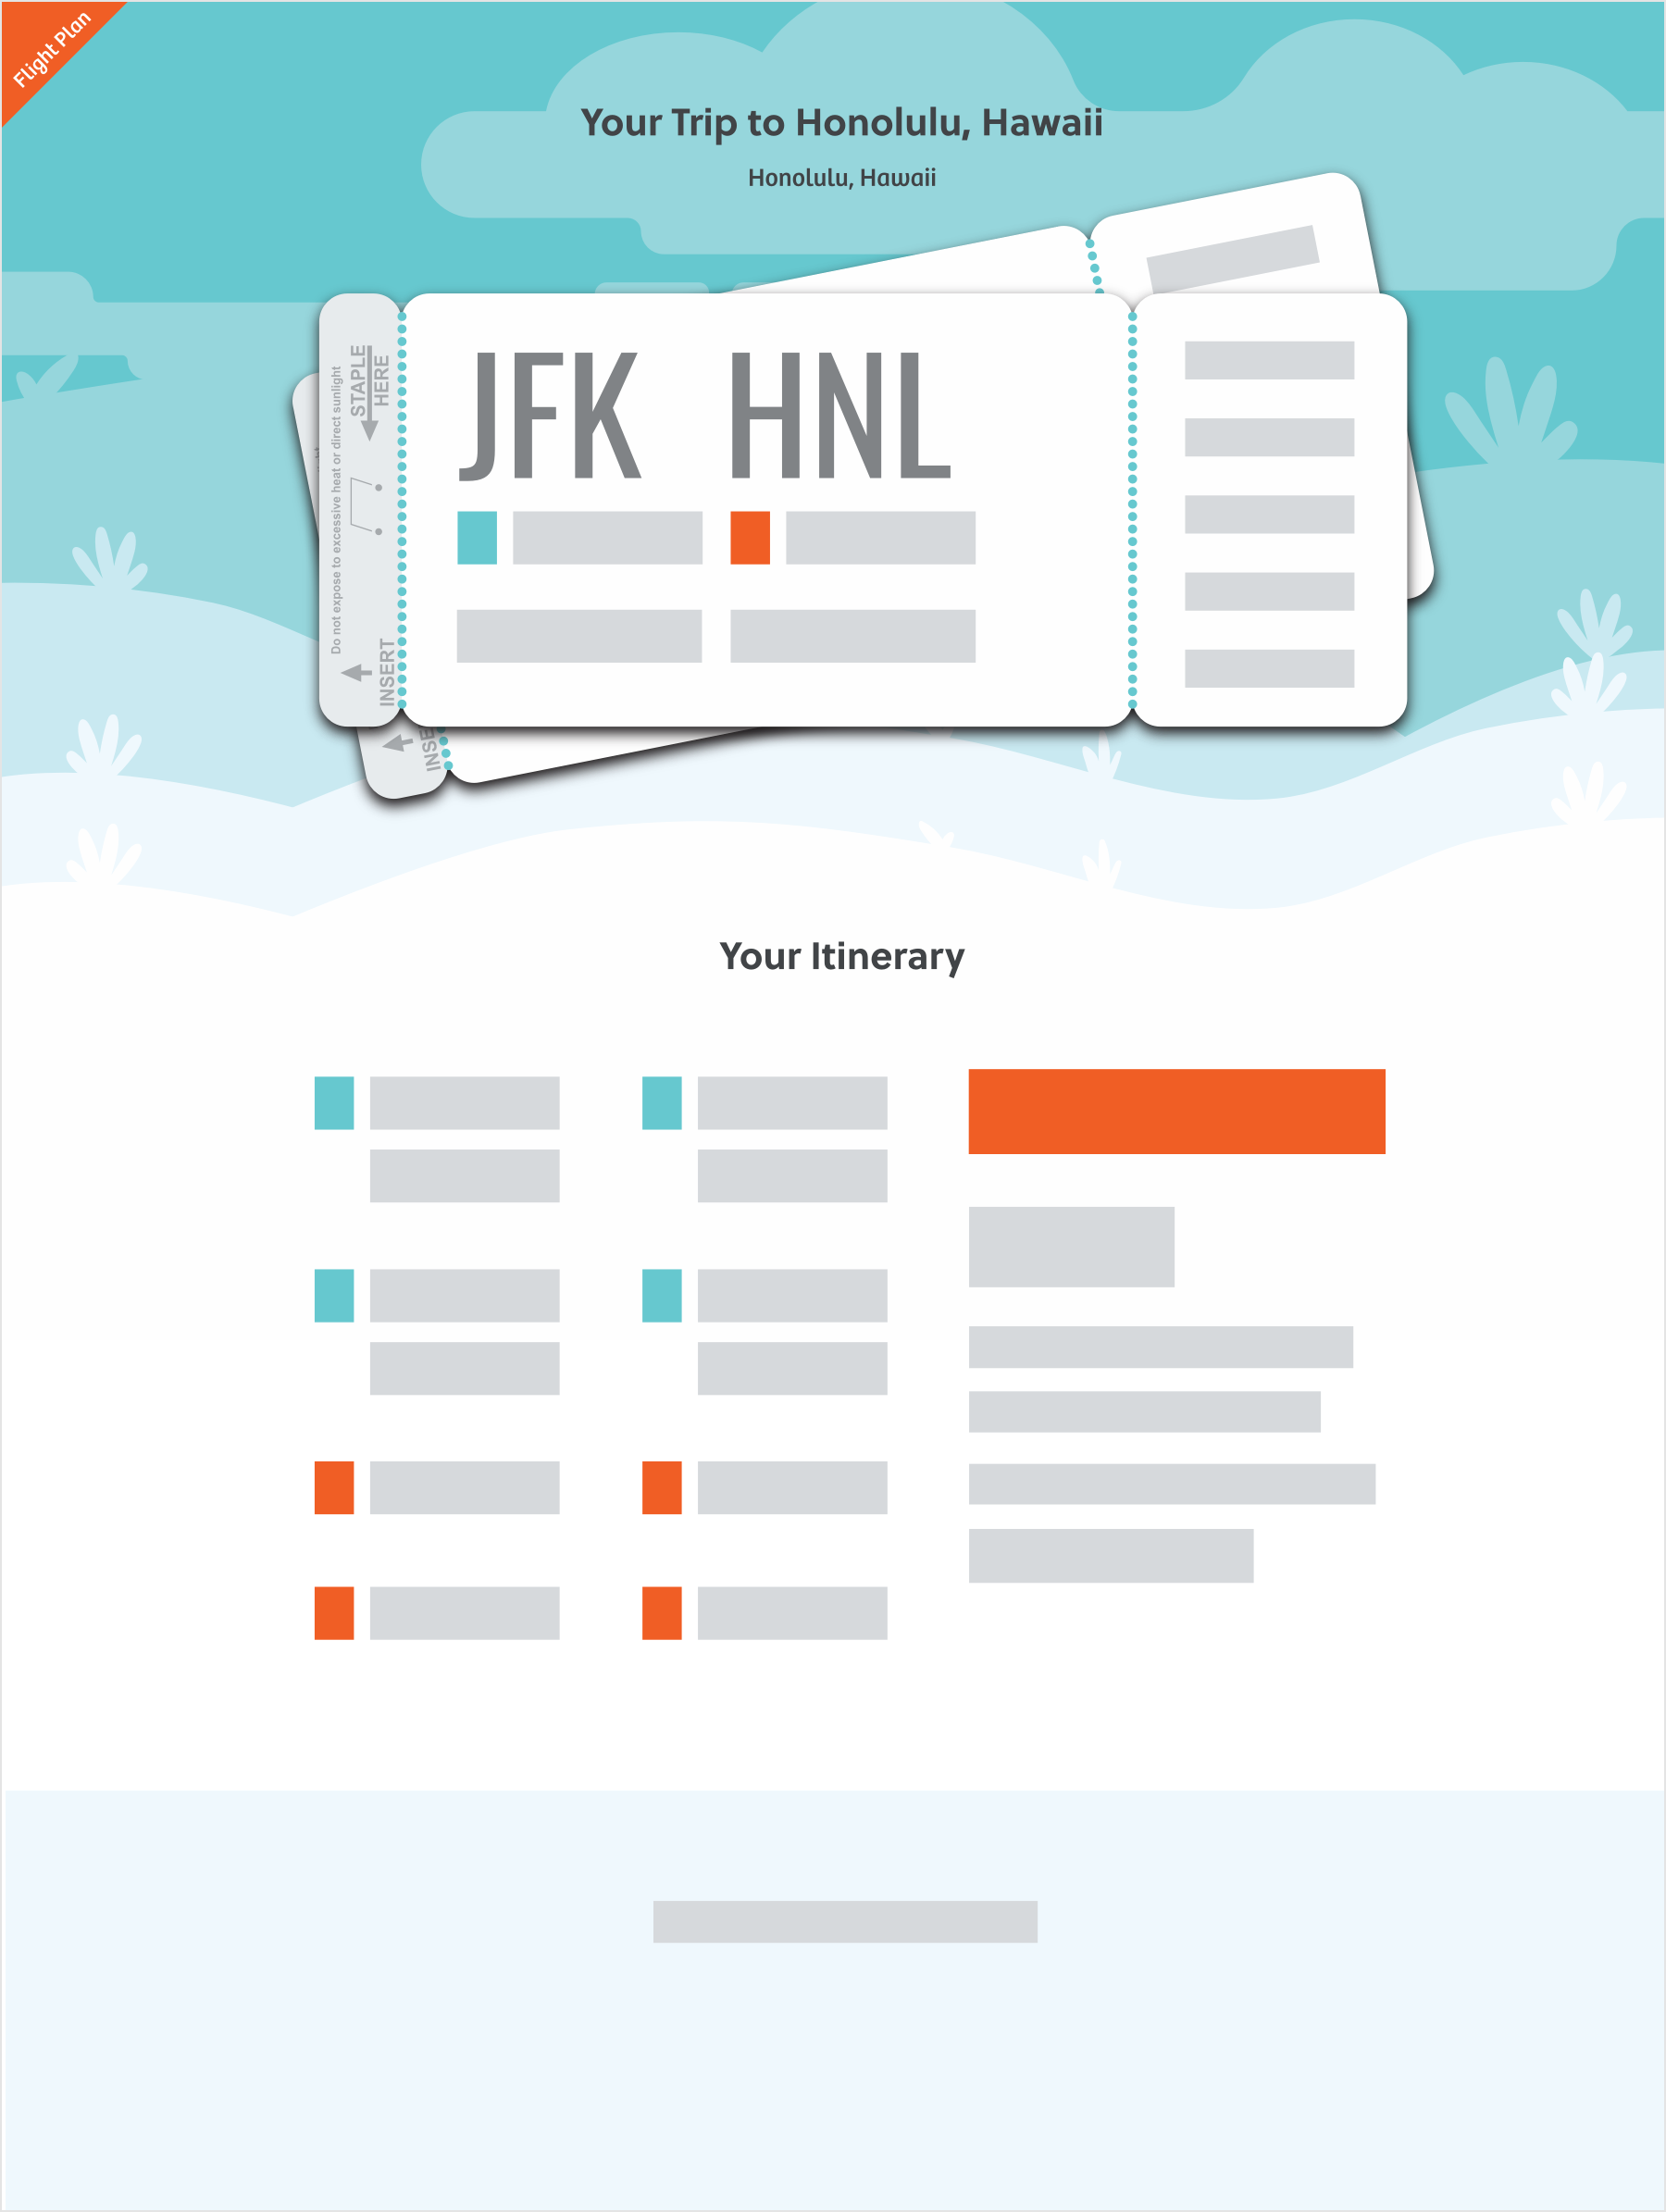 Flight Plan
Your Trip to Honolulu, Hawaii
Honolulu, Hawaii
Do not expose to excessive heat or direct sunlight
STAPLE
HERE
INSERT
JFK HNL
INSE
Your Itinerary